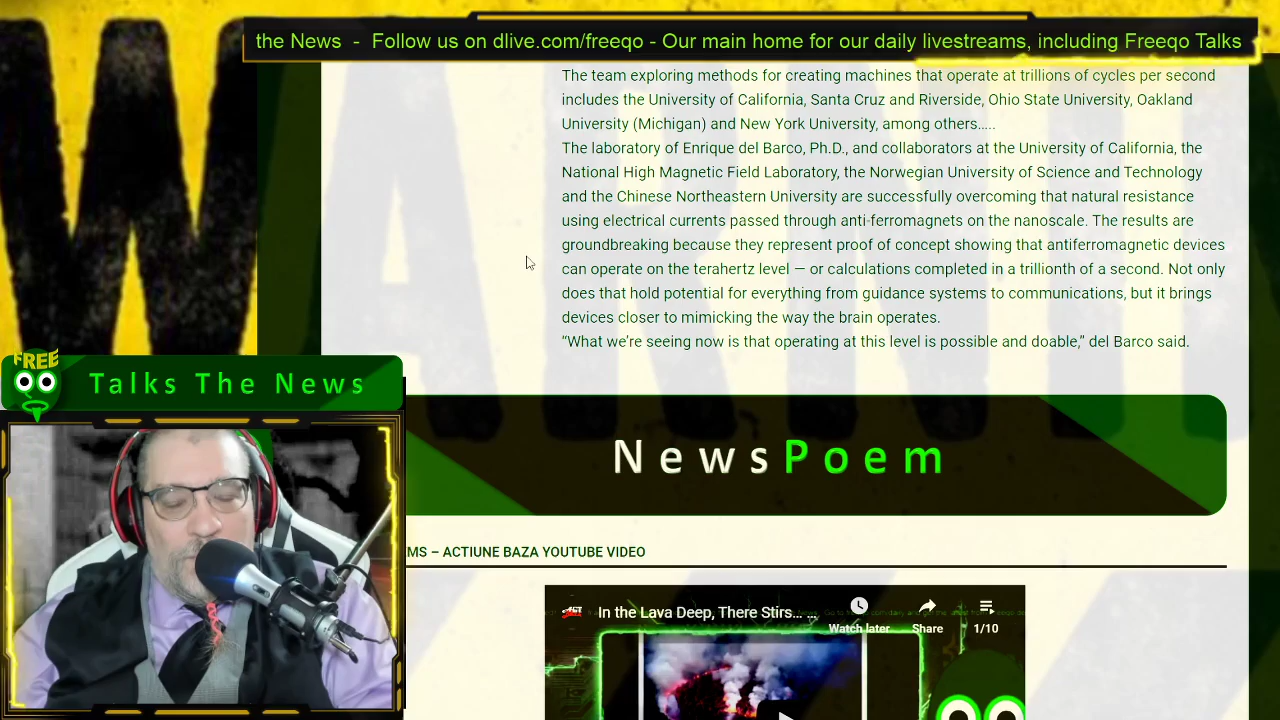 the News - Follow us on dlive.com/freeqo - Our main home for our daily livestreams, including Freeqo Talks
The team exploring methods for creating machines that operate at trillions of cycles per second
includes the University of California, Santa Cruz and Riverside, Ohio State University, Oakland
University (Michigan) and New York University, among others.....
The laboratory of Enrique del Barco, Ph.D., and collaborators at the University of California, the
National High Magnetic Field Laboratory, the Norwegian University of Science and Technology
and the Chinese Northeastern University are successfully overcoming that natural resistance
using electrical currents passed through anti-ferromagnets on the nanoscale. The results are
groundbreaking because they represent proof of concept showing that antiferromagnetic devices
can operate on the terahertz level — or calculations completed in a trillionth of a second. Not only
does that hold potential for everything from guidance systems to communications, but it brings
devices closer to mimicking the way the brain operates.
“What we’re seeing now is that operating at this level is possible and doable,” del Barco said.
FREE
Talks The News
NewsPoem
MS – ACTIUNE BAZA YOUTUBE VIDEO
In the Lava Deep, There Stirs... ...
Watch later
Share
1/10